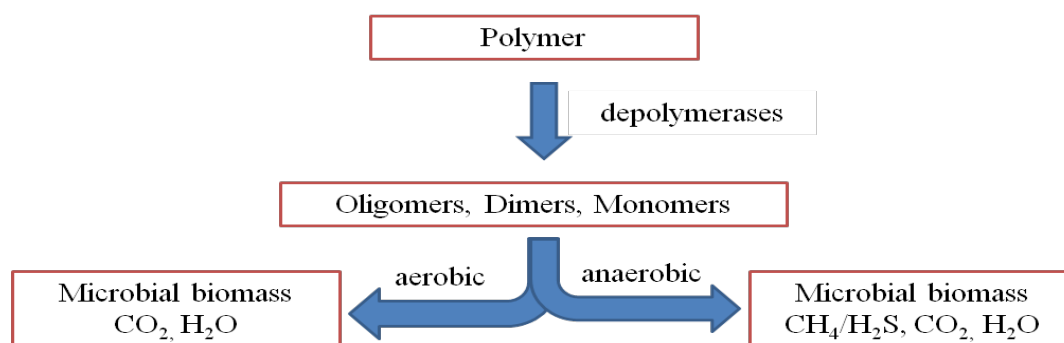 Polymer
depolymerases
Oligomers, Dimers, Monomers
aerobic
anaerobic
Microbial biomass
CO₂, H₂O
Microbial biomass
CH₄/H₂S, CO₂, H₂O